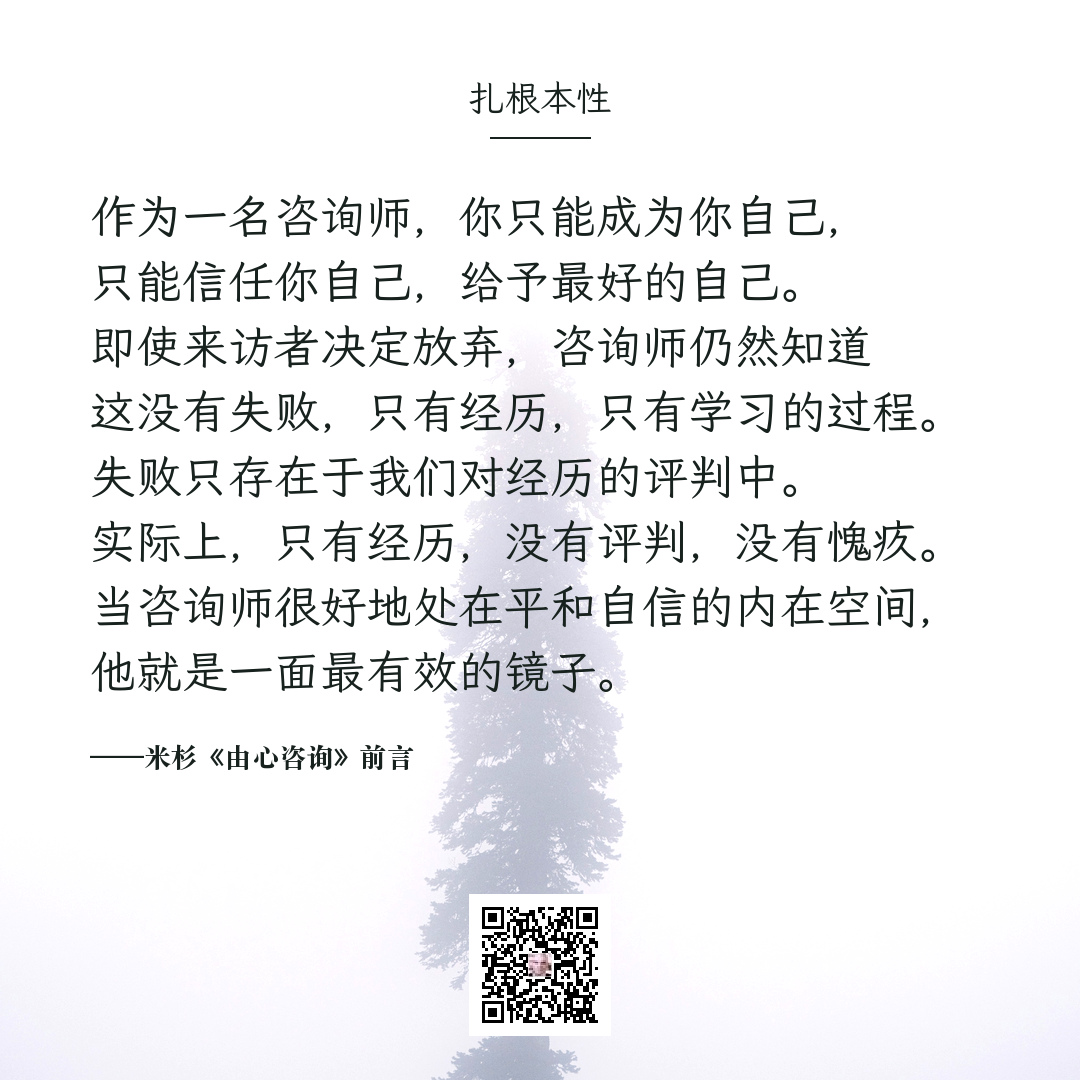 扎根本性
作为一名咨询师，你只能成为你自己，
只能信任你自己，给予最好的自己。
即使来访者决定放弃，咨询师仍然知道
这没有失败，只有经历，只有学习的过程。
失败只存在于我们对经历的评判中。
实际上，只有经历，没有评判，没有愧疚。
当咨询师很好地处在平和自信的内在空间，
他就是一面最有效的镜子。
——米杉《由心咨询》前言